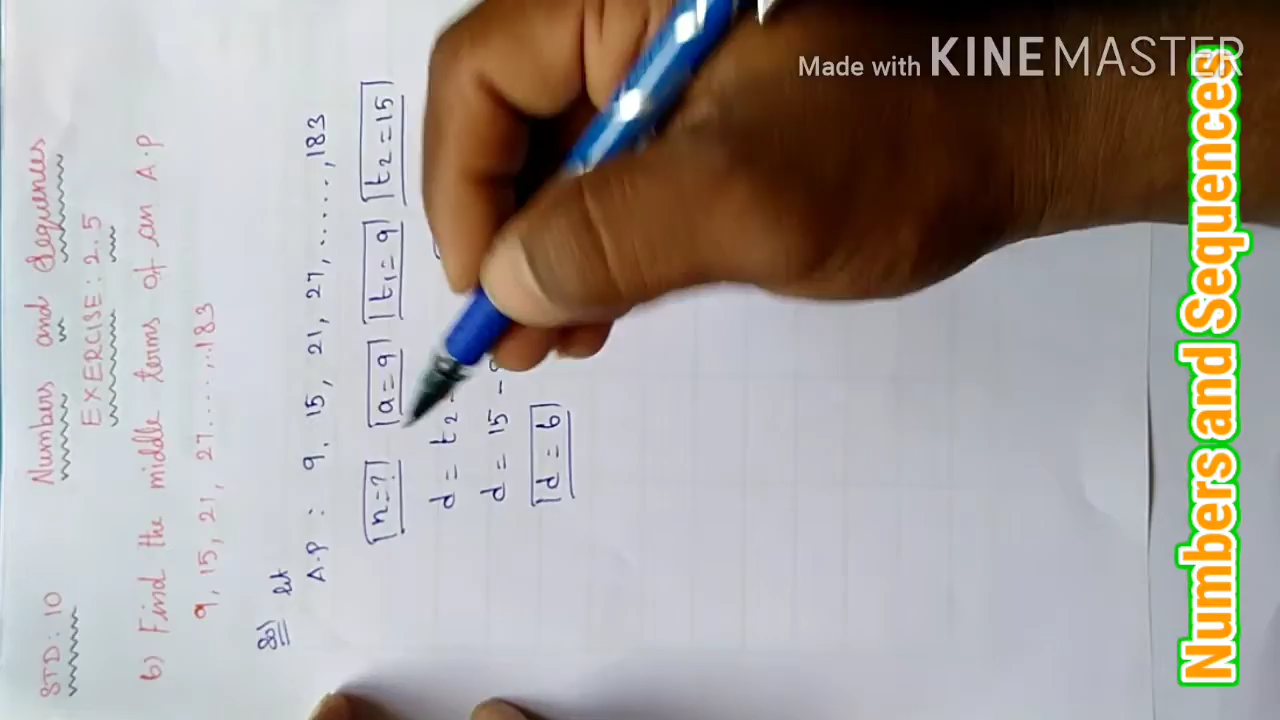 STD: 10 Numbers and Sequences
EXERCISE: 2.5
6) Find the middle terms of an A.P
9, 15, 21, 27.....,183
Sol) let
A.P : 9, 15, 21, 27,......,183
n=? a=9 t1=9 t2=15
d = t2 -
d = 15 -
d = 6
Made with KINEMASTER
Numbers and Sequences